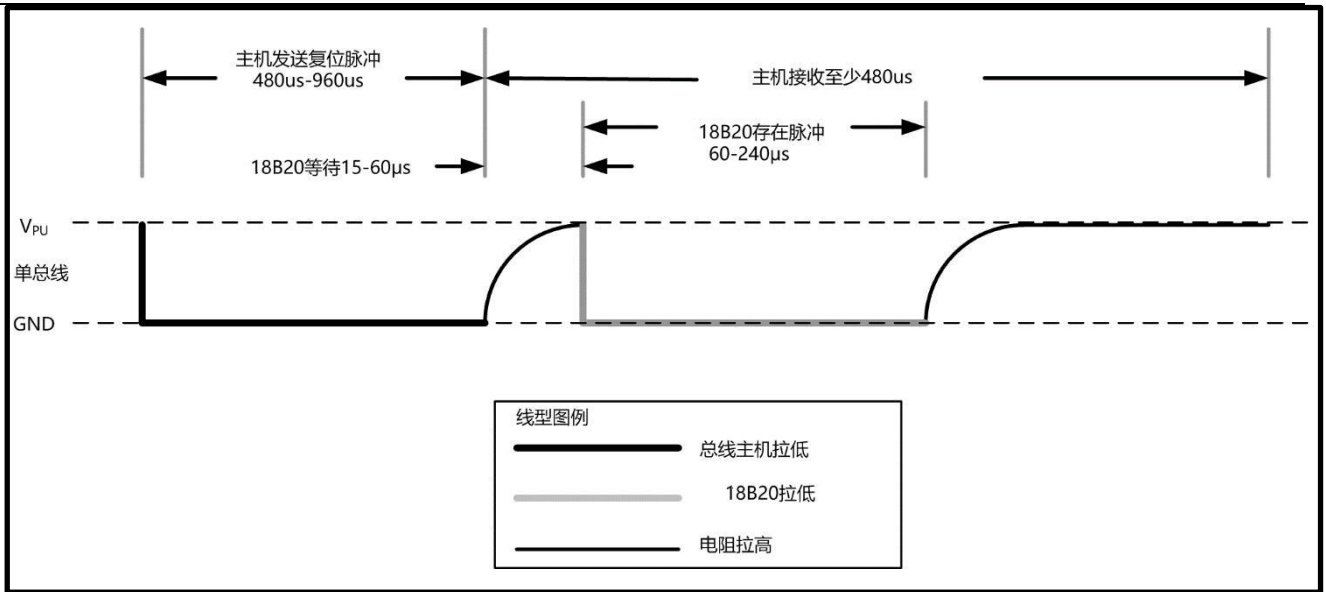 主机发送复位脉冲
480us-960us
主机接收至少480us
18B20存在脉冲
60-240μs
18B20等待15-60μs
VPU
单总线
GND
线型图例
总线主机拉低
18B20拉低
电阻拉高